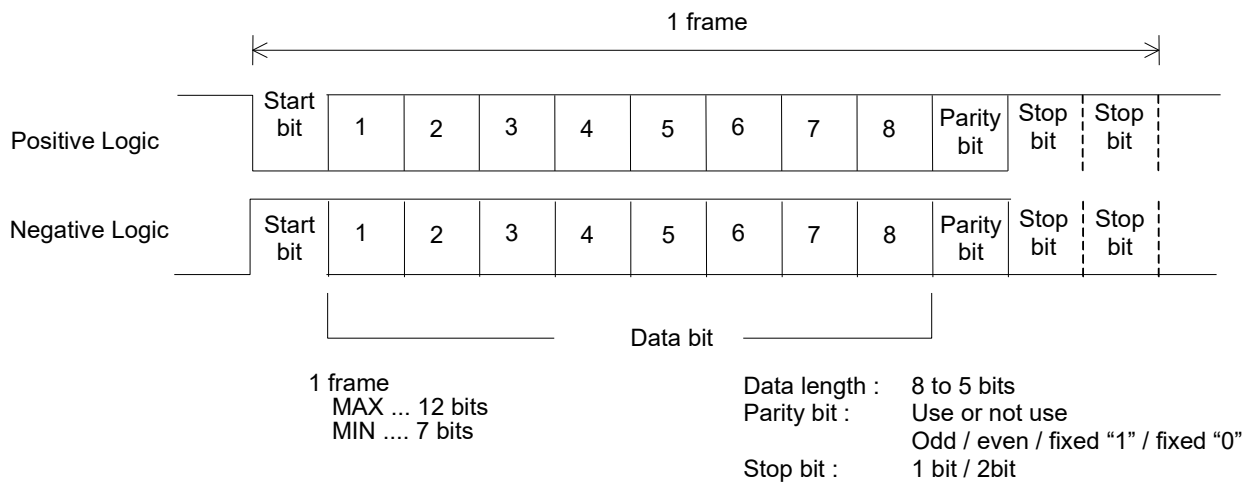 1 frame
Positive Logic
Start bit 1 2 3 4 5 6 7 8 Parity bit Stop bit Stop bit
Negative Logic
Start bit 1 2 3 4 5 6 7 8 Parity bit Stop bit Stop bit
Data bit
1 frame
MAX ... 12 bits
MIN .... 7 bits
Data length : 8 to 5 bits
Parity bit : Use or not use
Odd / even / fixed “1” / fixed “0”
Stop bit : 1 bit / 2bit